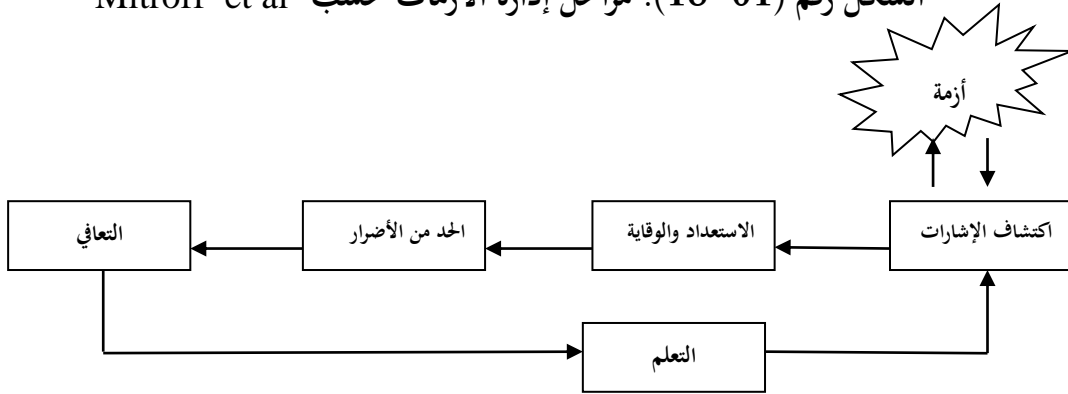 الشكل رقم (01-18): مراحل إدارة الأزمات حسب Mitroff et al
أزمة
اكتشاف الإشارات
الاستعداد والوقاية
الحد من الأضرار
التعافي
التعلم